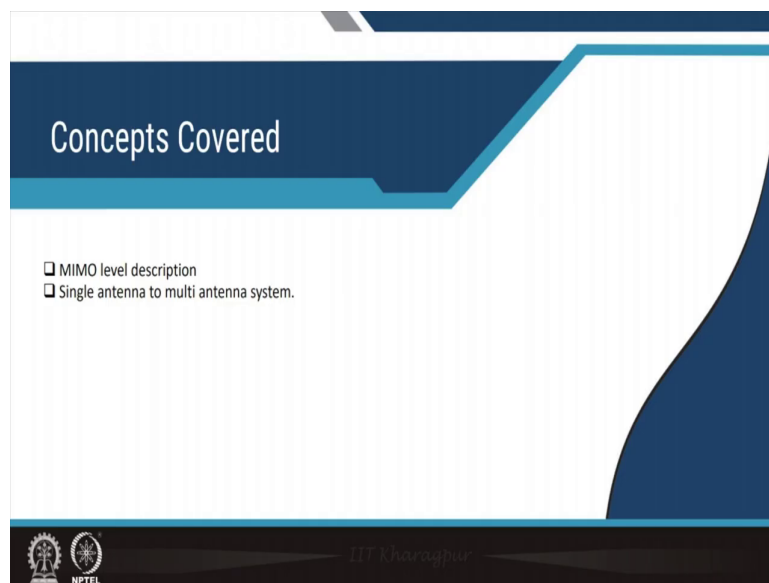 Concepts Covered
❑ MIMO level description
❑ Single antenna to multi antenna system.
IIT Kharagpur
NPTEL